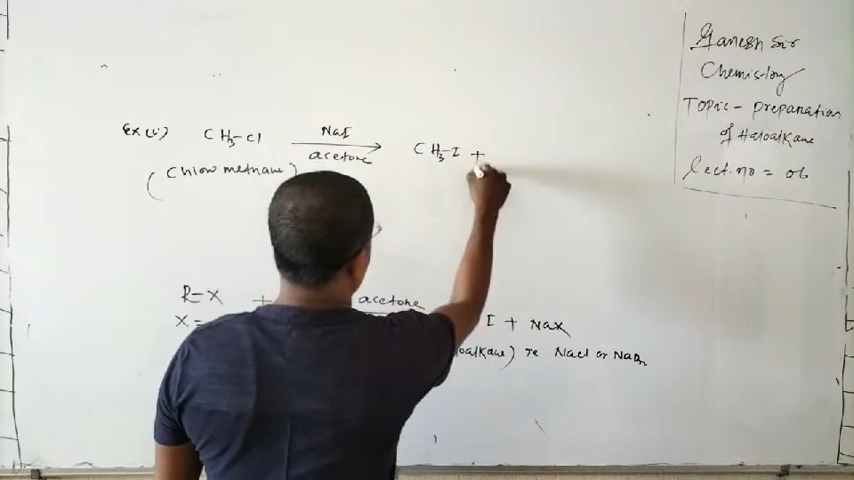 Ganesh Sir
Chemistry
Topic - preparation
of Haloalkane
Lect. no = 06
Ex(i) CH3-Cl NaI CH3-I +
acetone
(Chloro methane)
R-X + acetone I + NaX
X=
loalkane) ie NaCl or NaBr